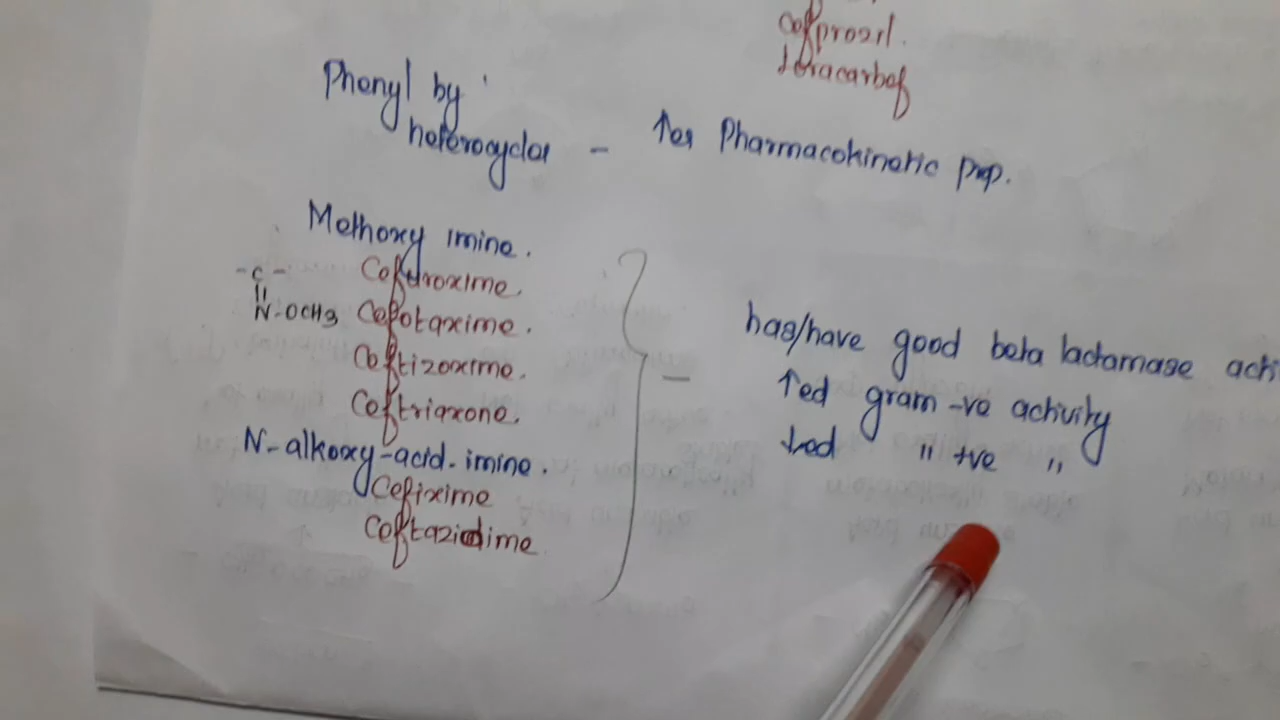 Cefprozil.
Loracarbef
Phenyl by
heterocycles - ↑es Pharmacokinetic prop.
Methoxy imine.
-C-
Cefuroxime
||
N-OCH3 Cefotaxime.
Ceftizoxime.
Ceftriaxone.
N-alkoxy-acid-imine.
Cefixime
Ceftazidime
- has/have good beta lactamase acti
↑ed gram -ve activity
↓ed " +ve "